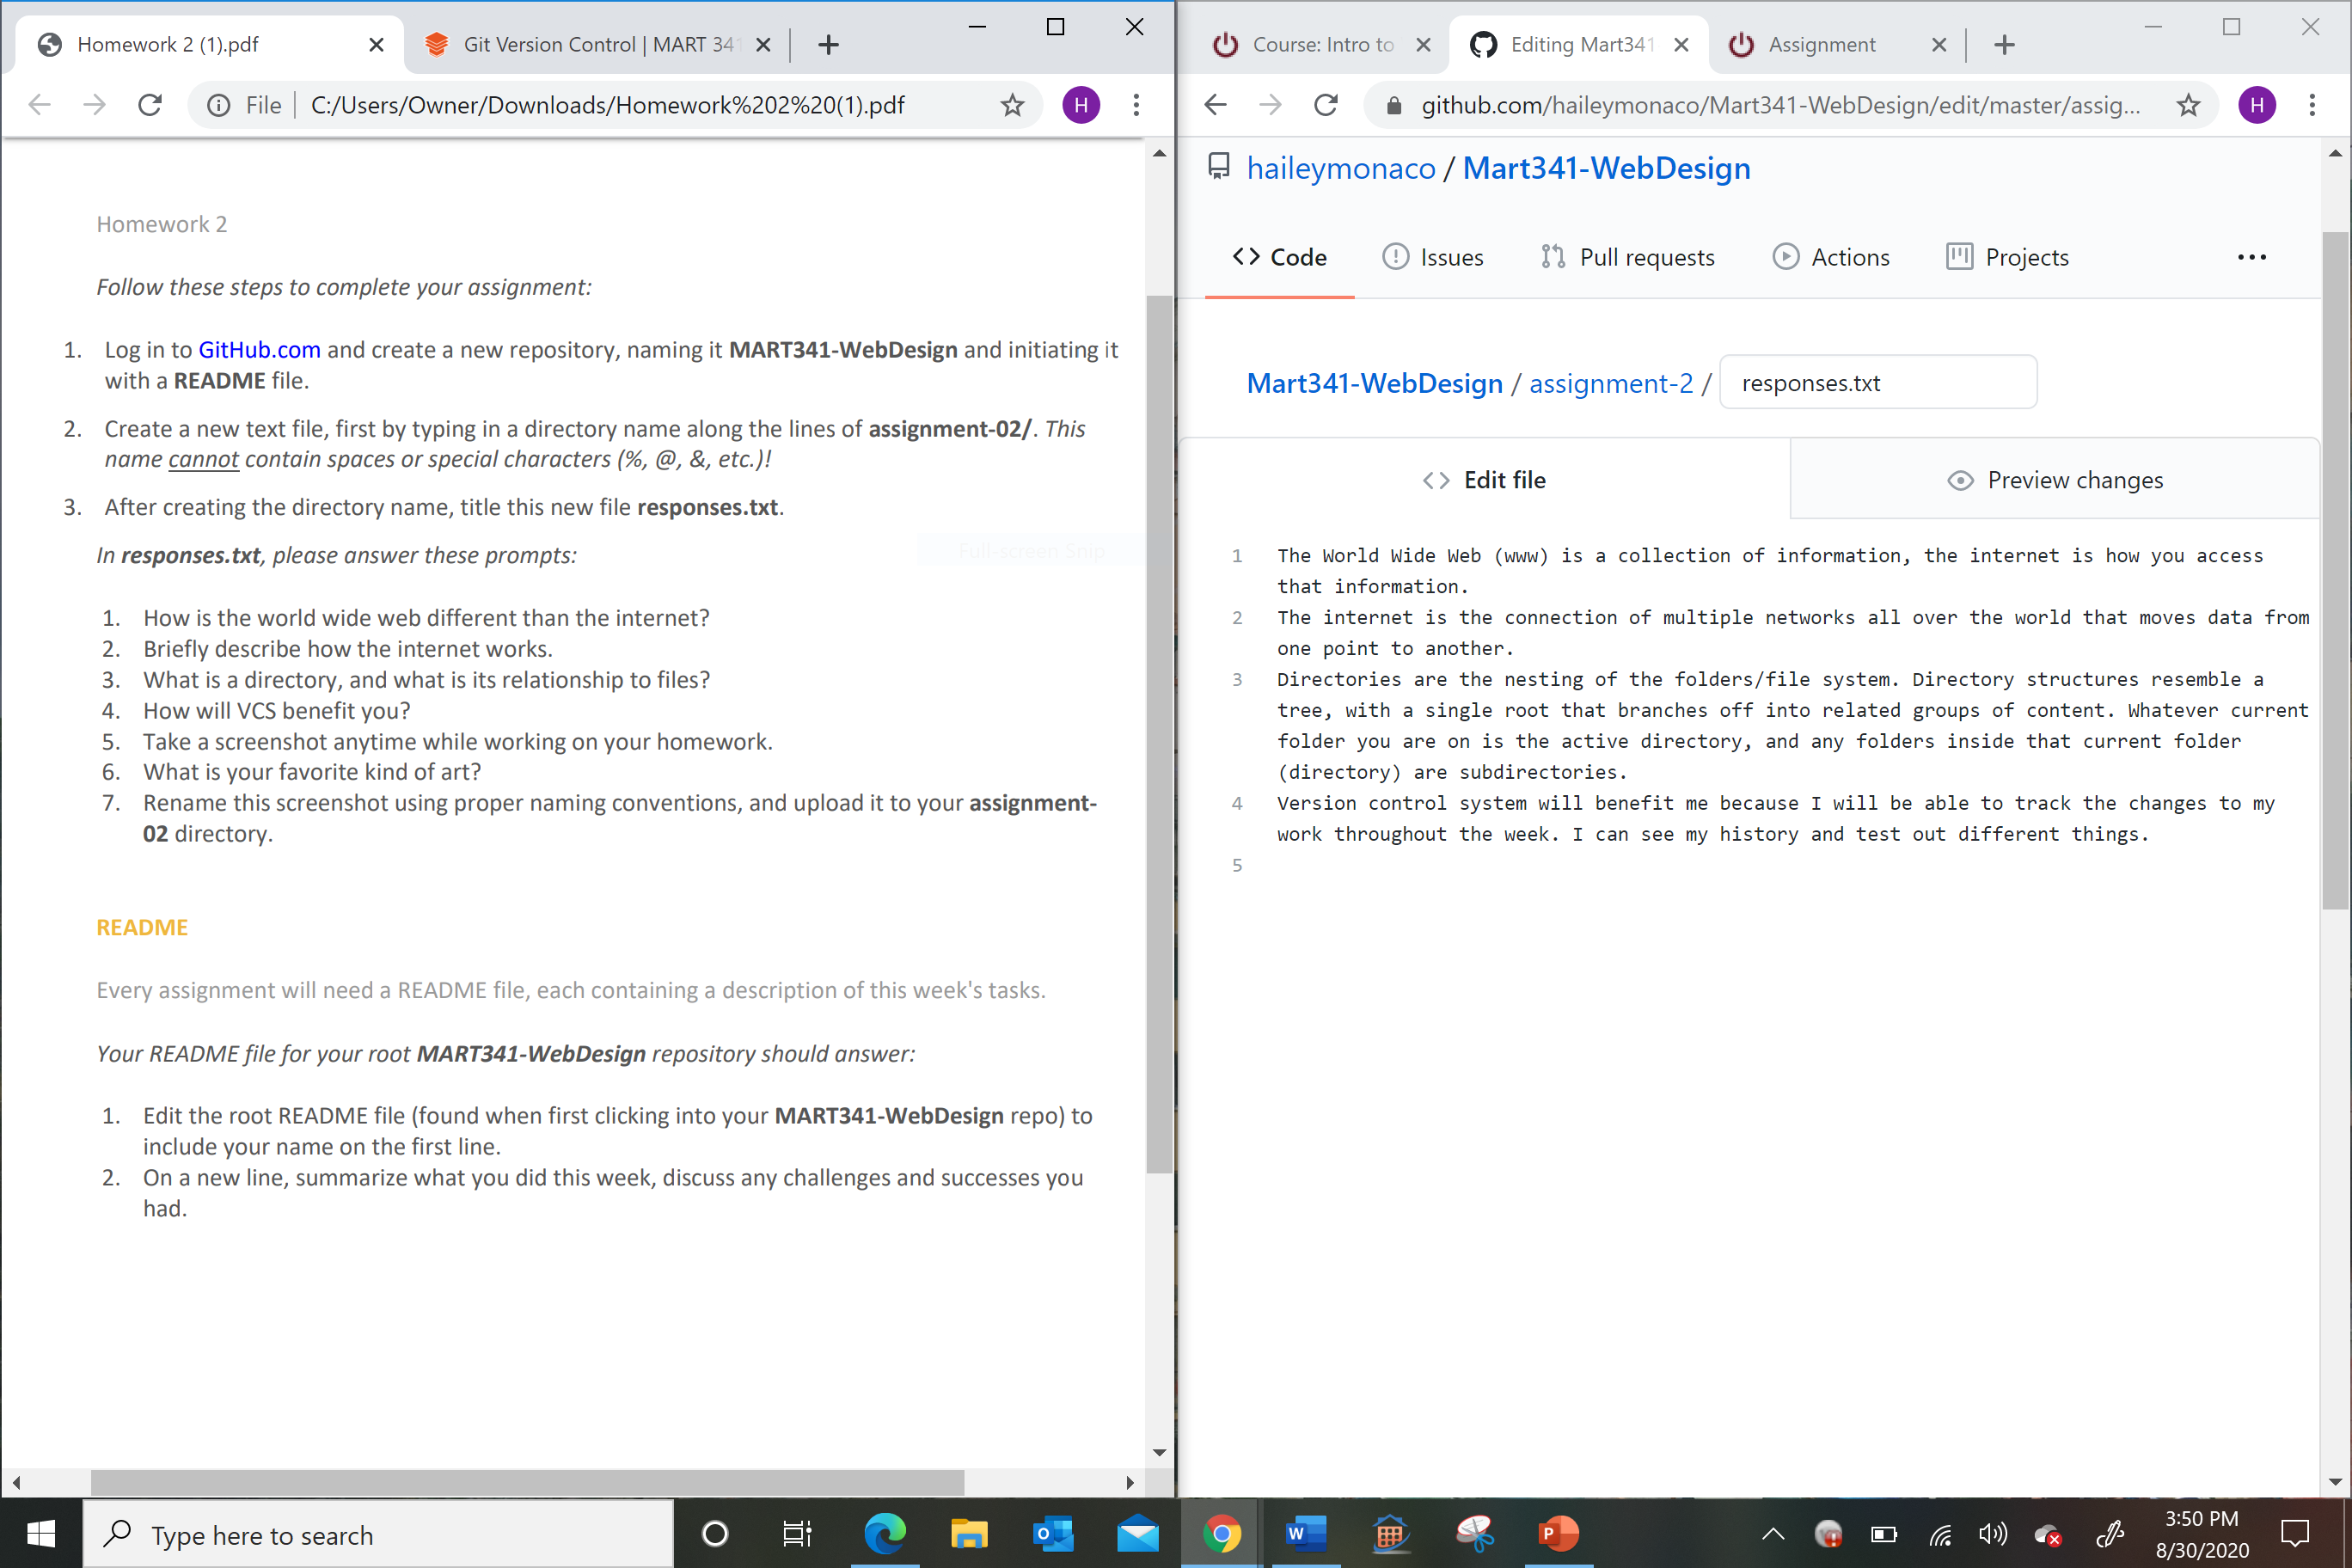 Homework 2 (1).pdf
Git Version Control | MART 341
File
C:/Users/Owner/Downloads/Homework%202%20(1).pdf
H
Homework 2
Follow these steps to complete your assignment:
1. Log in to GitHub.com and create a new repository, naming it MART341-WebDesign and initiating it
with a README file.
2. Create a new text file, first by typing in a directory name along the lines of assignment-02/. This
name cannot contain spaces or special characters (%, @, &, etc.)!
3. After creating the directory name, title this new file responses.txt.
Full-screen Snip
In responses.txt, please answer these prompts:
1. How is the world wide web different than the internet?
2. Briefly describe how the internet works.
3. What is a directory, and what is its relationship to files?
4. How will VCS benefit you?
5. Take a screenshot anytime while working on your homework.
6. What is your favorite kind of art?
7. Rename this screenshot using proper naming conventions, and upload it to your assignment-
02 directory.
README
Every assignment will need a README file, each containing a description of this week's tasks.
Your README file for your root MART341-WebDesign repository should answer:
1. Edit the root README file (found when first clicking into your MART341-WebDesign repo) to
include your name on the first line.
2. On a new line, summarize what you did this week, discuss any challenges and successes you
had.
Course: Intro to
Editing Mart341
Assignment
github.com/haileymonaco/Mart341-WebDesign/edit/master/assig...
H
haileymonaco / Mart341-WebDesign
Code
Issues
Pull requests
Actions
Projects
Mart341-WebDesign / assignment-2 / responses.txt
Edit file
Preview changes
1 The World Wide Web (www) is a collection of information, the internet is how you access
that information.
2 The internet is the connection of multiple networks all over the world that moves data from
one point to another.
3 Directories are the nesting of the folders/file system. Directory structures resemble a
tree, with a single root that branches off into related groups of content. Whatever current
folder you are on is the active directory, and any folders inside that current folder
(directory) are subdirectories.
4 Version control system will benefit me because I will be able to track the changes to my
work throughout the week. I can see my history and test out different things.
5
Type here to search
3:50 PM
8/30/2020